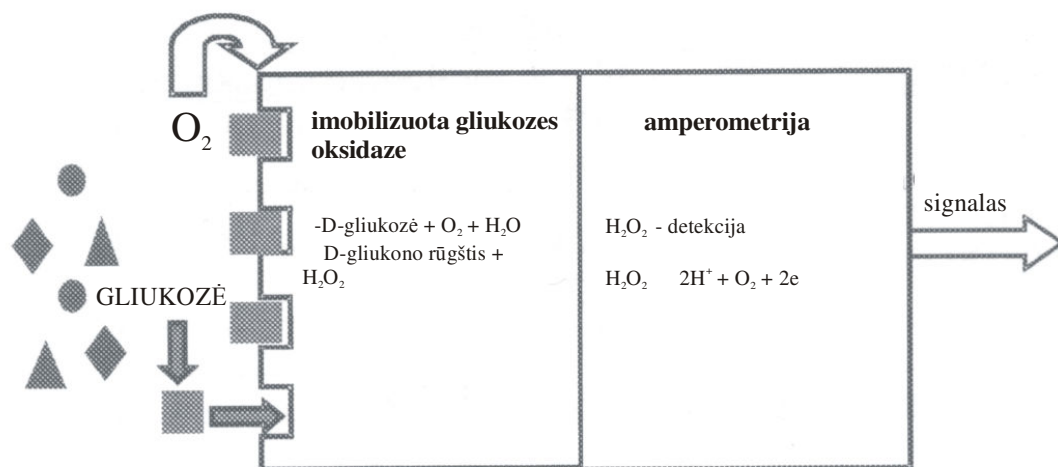 O₂
imobilizuota gliukozes
oksidaze
-D-gliukozė + O₂ + H₂O
D-gliukono rūgštis +
H₂O₂
amperometrija
H₂O₂ - detekcija
H₂O₂ 2H⁺ + O₂ + 2e
signalas
GLIUKOZĖ